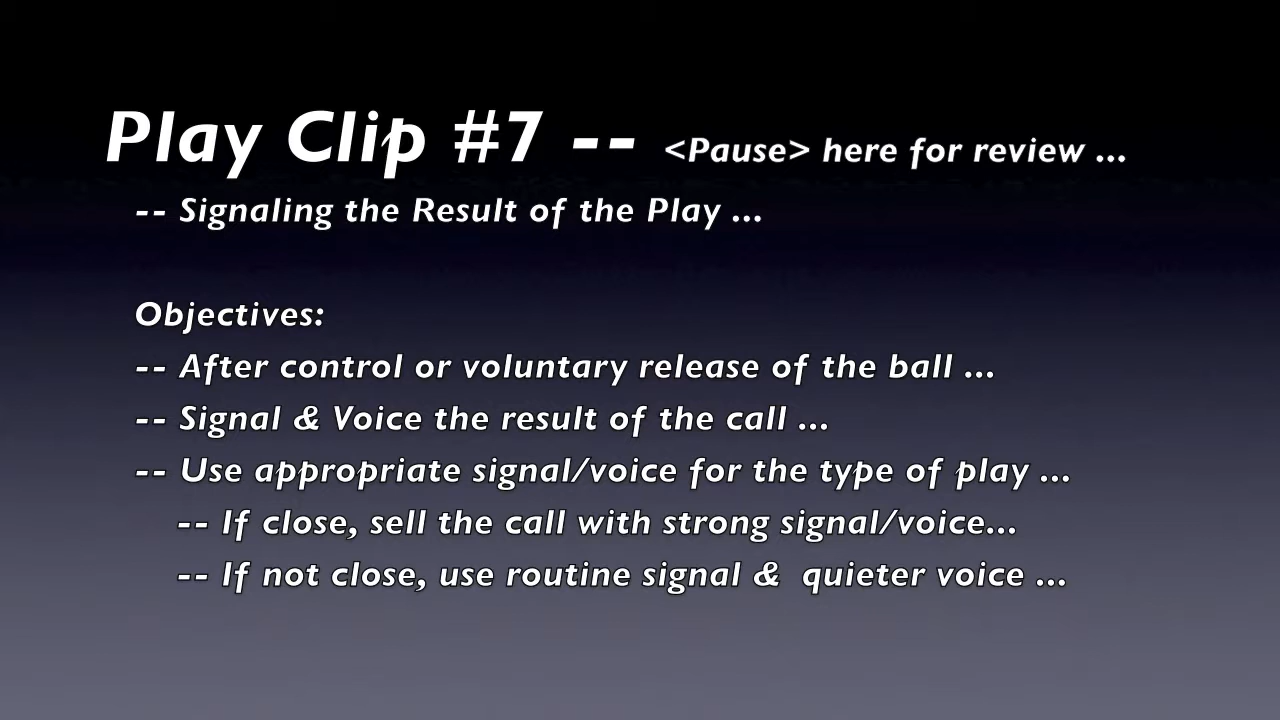 Play Clip #7 -- <Pause> here for review ...
-- Signaling the Result of the Play ...
Objectives:
-- After control or voluntary release of the ball ...
-- Signal & Voice the result of the call ...
-- Use appropriate signal/voice for the type of play ...
-- If close, sell the call with strong signal/voice...
-- If not close, use routine signal &  quieter voice ...